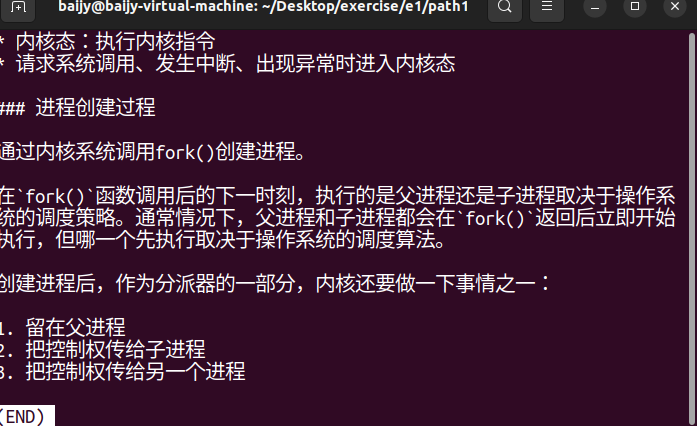 baijy@baijy-virtual-machine: ~/Desktop/exercise/e1/path1
* 内核态：执行内核指令
* 请求系统调用、发生中断、出现异常时进入内核态
### 进程创建过程
通过内核系统调用fork()创建进程。
在`fork()`函数调用后的下一时刻，执行的是父进程还是子进程取决于操作系
统的调度策略。通常情况下，父进程和子进程都会在`fork()`返回后立即开始
执行，但哪一个先执行取决于操作系统的调度算法。
创建进程后，作为分派器的一部分，内核还要做一下事情之一：
1. 留在父进程
2. 把控制权传给子进程
3. 把控制权传给另一个进程
(END)